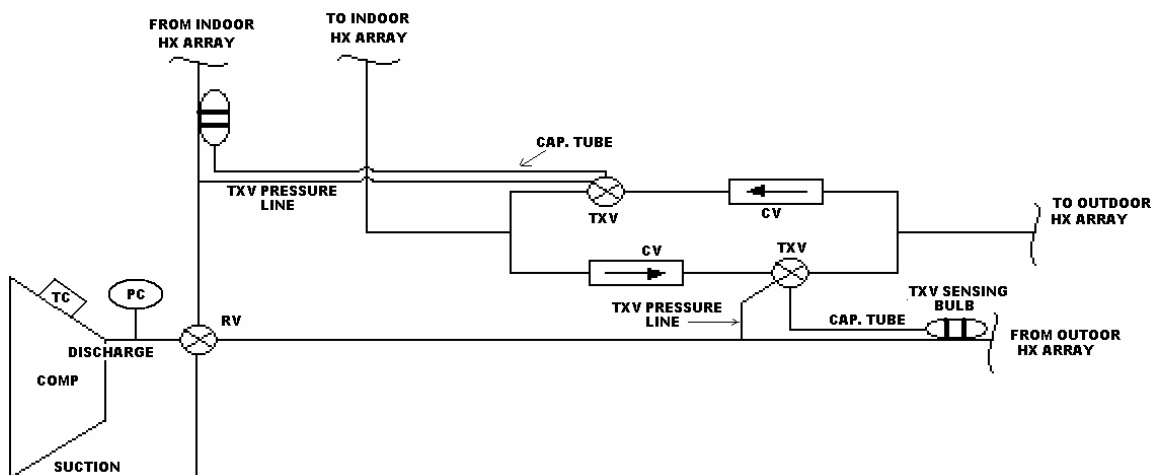 FROM INDOOR
HX ARRAY
TO INDOOR
HX ARRAY
CAP. TUBE
TXV PRESSURE
LINE
TXV
CV
TO OUTDOOR
HX ARRAY
CV
TXV
TC
PC
RV
TXV PRESSURE
LINE
TXV SENSING
BULB
CAP. TUBE
FROM OUTOOR
HX ARRAY
DISCHARGE
COMP
SUCTION